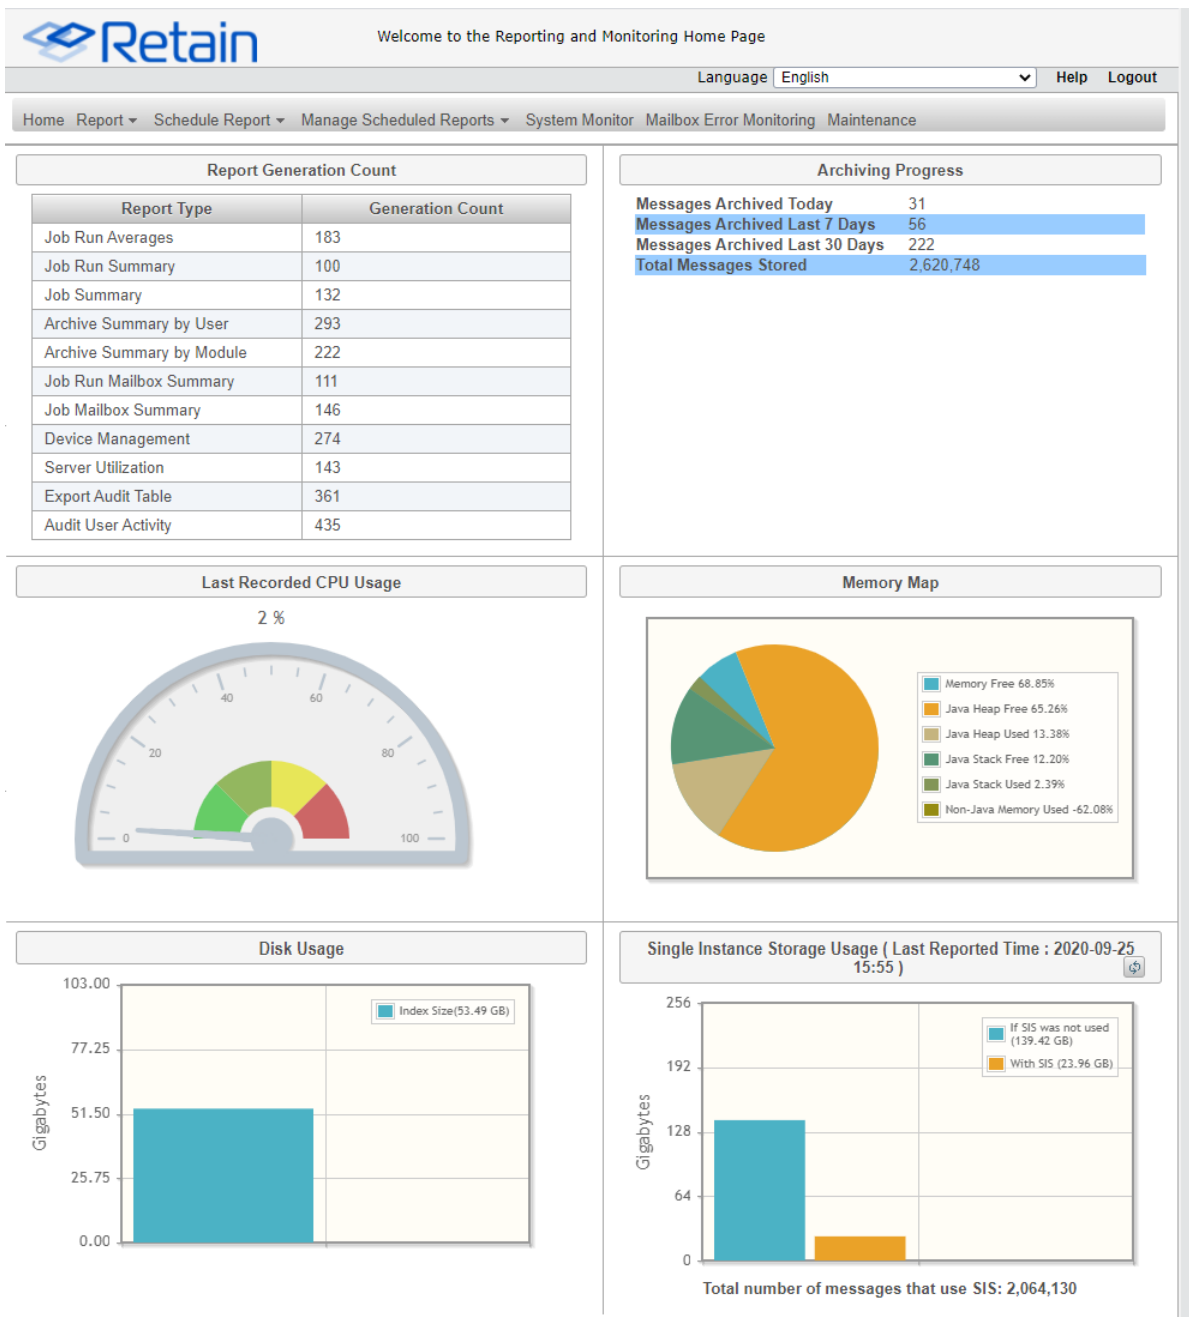 Retain
Welcome to the Reporting and Monitoring Home Page
Language English Help Logout
Home Report Schedule Report Manage Scheduled Reports System Monitor Mailbox Error Monitoring Maintenance
Report Generation Count
Report Type Generation Count
Job Run Averages 183
Job Run Summary 100
Job Summary 132
Archive Summary by User 293
Archive Summary by Module 222
Job Run Mailbox Summary 111
Job Mailbox Summary 146
Device Management 274
Server Utilization 143
Export Audit Table 361
Audit User Activity 435
Archiving Progress
Messages Archived Today 31
Messages Archived Last 7 Days 56
Messages Archived Last 30 Days 222
Total Messages Stored 2,620,748
Last Recorded CPU Usage
2 %
0
20
40
60
80
100
Memory Map
Memory Free 68.85%
Java Heap Free 65.26%
Java Heap Used 13.38%
Java Stack Free 12.20%
Java Stack Used 2.39%
Non-Java Memory Used -62.08%
Disk Usage
103.00
77.25
51.50
25.75
0.00
Gigabytes
Index Size(53.49 GB)
Single Instance Storage Usage ( Last Reported Time : 2020-09-25
15:55 )
256
192
128
64
0
Gigabytes
If SIS was not used
(139.42 GB)
With SIS (23.96 GB)
Total number of messages that use SIS: 2,064,130